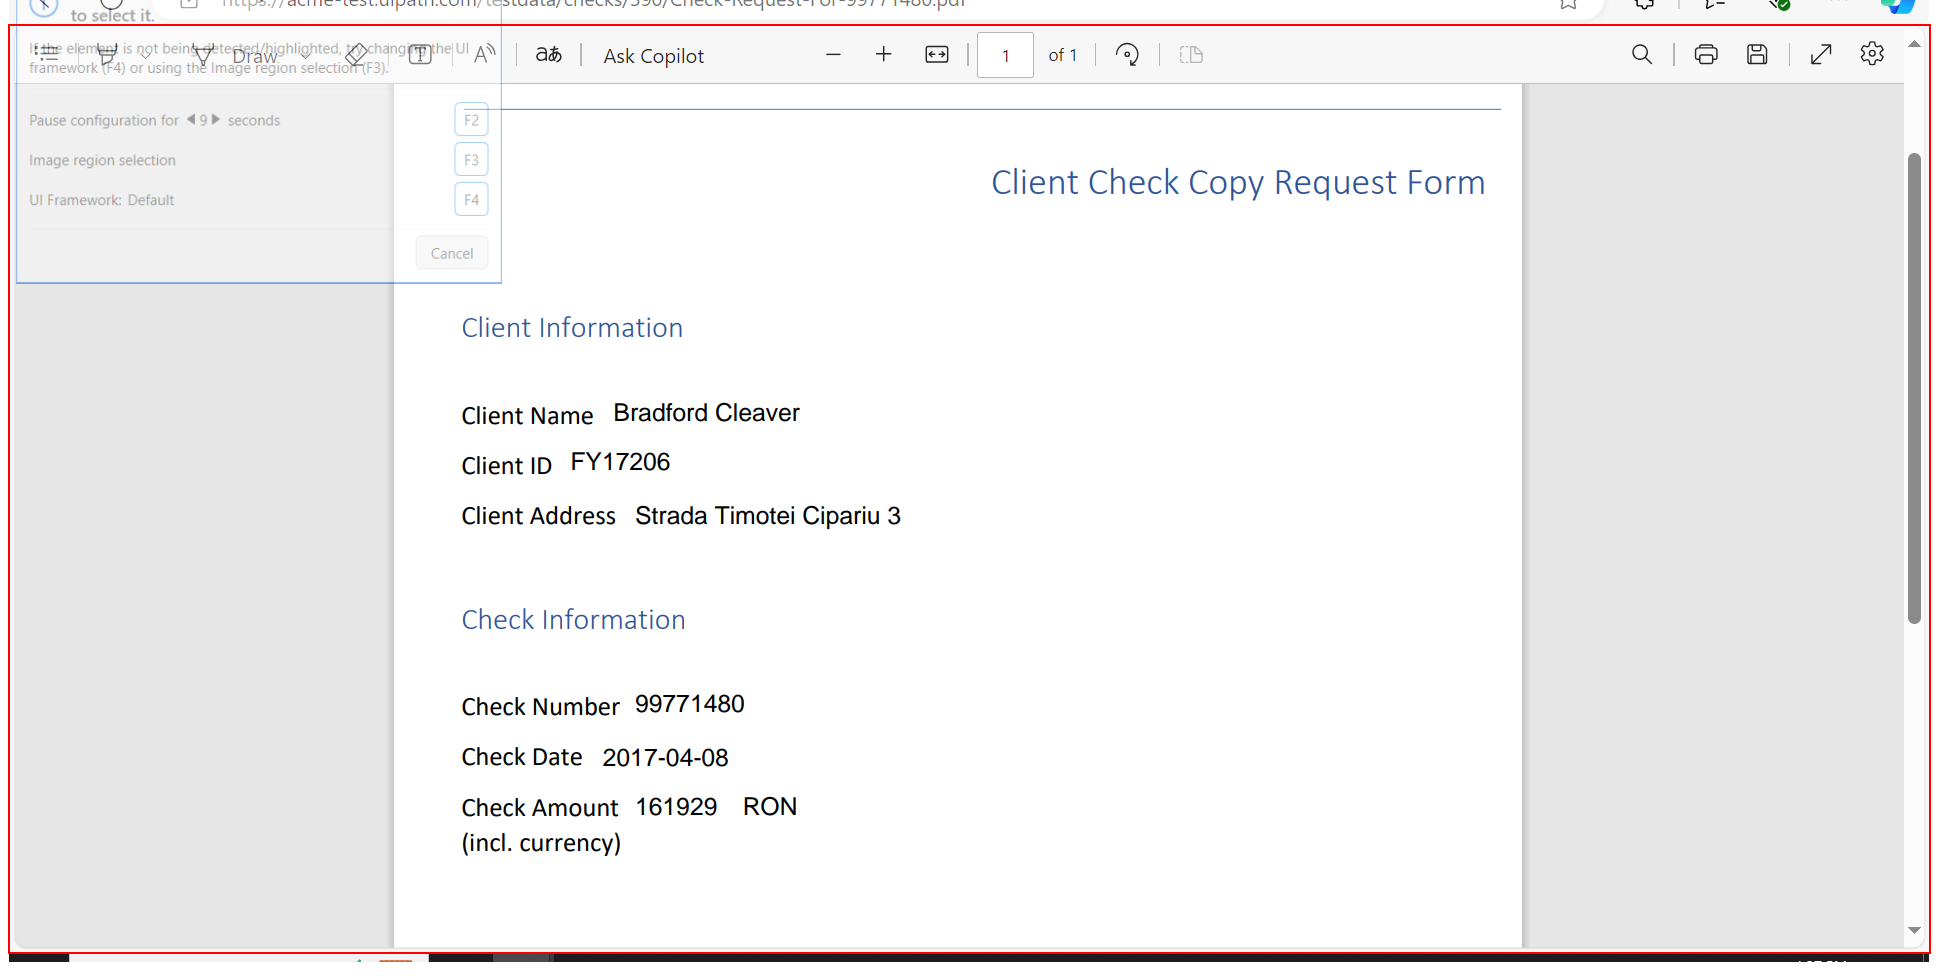 to select it.
https://acme-test.uipath.com/testdata/checks/390/Check-Request-For-99771480.pdf
If the element is not being detected/highlighted, try changing the UI
framework (F4) or using the Image region selection (F3).
Draw
T
A
aあ
Ask Copilot
1
of 1
Pause configuration for 9 seconds
F2
Image region selection
F3
UI Framework: Default
F4
Cancel
Client Check Copy Request Form
Client Information
Client Name Bradford Cleaver
Client ID FY17206
Client Address Strada Timotei Cipariu 3
Check Information
Check Number 99771480
Check Date 2017-04-08
Check Amount 161929 RON
(incl. currency)